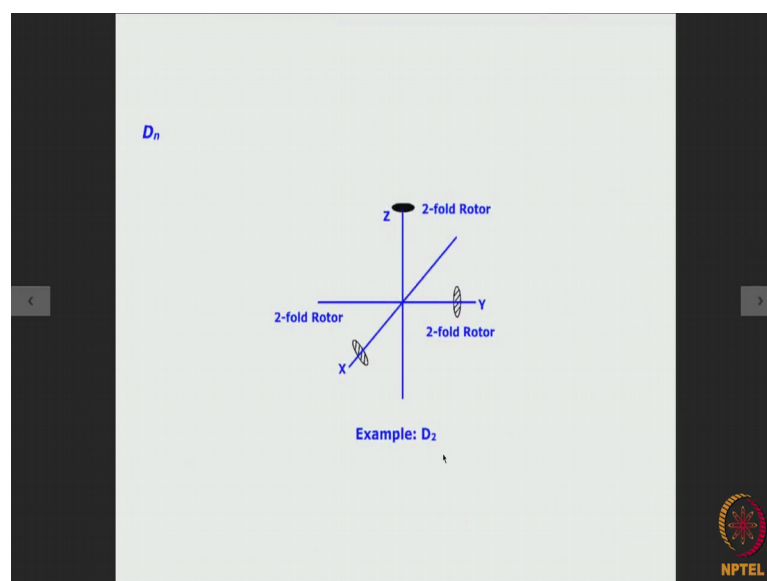 Dn
Z 2-fold Rotor
Y
2-fold Rotor
2-fold Rotor
X
Example: D2
NPTEL